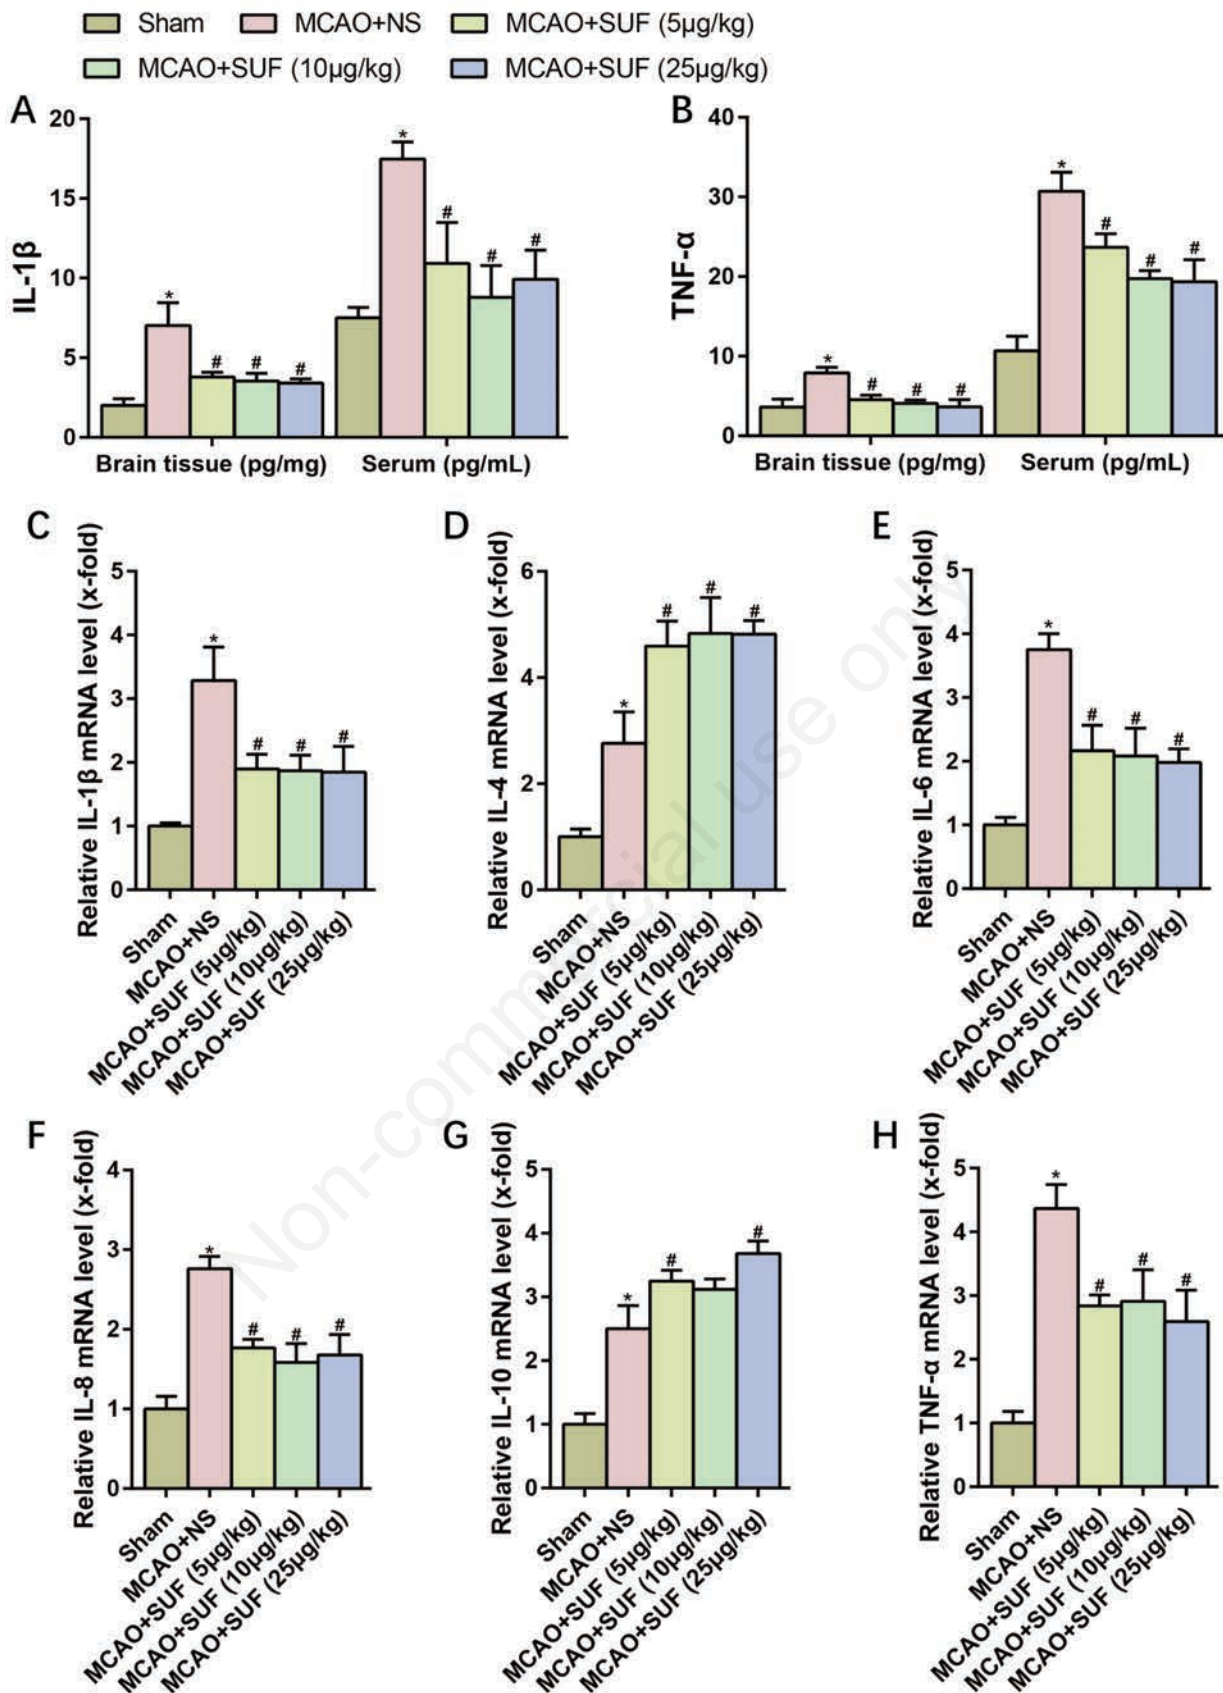 Sham MCAO+NS MCAO+SUF (5μg/kg)
MCAO+SUF (10μg/kg) MCAO+SUF (25μg/kg)
A
IL-1β
20
15
10
5
0
* # # # * # # #
Brain tissue (pg/mg) Serum (pg/mL)
B
TNF-α
40
30
20
10
0
* # # # * # # #
Brain tissue (pg/mg) Serum (pg/mL)
C
Relative IL-1β mRNA level (x-fold)
5
4
3
2
1
0
* # # #
Sham
MCAO+NS
MCAO+SUF (5μg/kg)
MCAO+SUF (10μg/kg)
MCAO+SUF (25μg/kg)
D
Relative IL-4 mRNA level (x-fold)
6
4
2
0
* # # #
Sham
MCAO+NS
MCAO+SUF (5μg/kg)
MCAO+SUF (10μg/kg)
MCAO+SUF (25μg/kg)
E
Relative IL-6 mRNA level (x-fold)
5
4
3
2
1
0
* # # #
Sham
MCAO+NS
MCAO+SUF (5μg/kg)
MCAO+SUF (10μg/kg)
MCAO+SUF (25μg/kg)
F
Relative IL-8 mRNA level (x-fold)
4
3
2
1
0
* # # #
Sham
MCAO+NS
MCAO+SUF (5μg/kg)
MCAO+SUF (10μg/kg)
MCAO+SUF (25μg/kg)
G
Relative IL-10 mRNA level (x-fold)
5
4
3
2
1
0
* # #
Sham
MCAO+NS
MCAO+SUF (5μg/kg)
MCAO+SUF (10μg/kg)
MCAO+SUF (25μg/kg)
H
Relative TNF-α mRNA level (x-fold)
5
4
3
2
1
0
* # # #
Sham
MCAO+NS
MCAO+SUF (5μg/kg)
MCAO+SUF (10μg/kg)
MCAO+SUF (25μg/kg)
Non-commercial use only